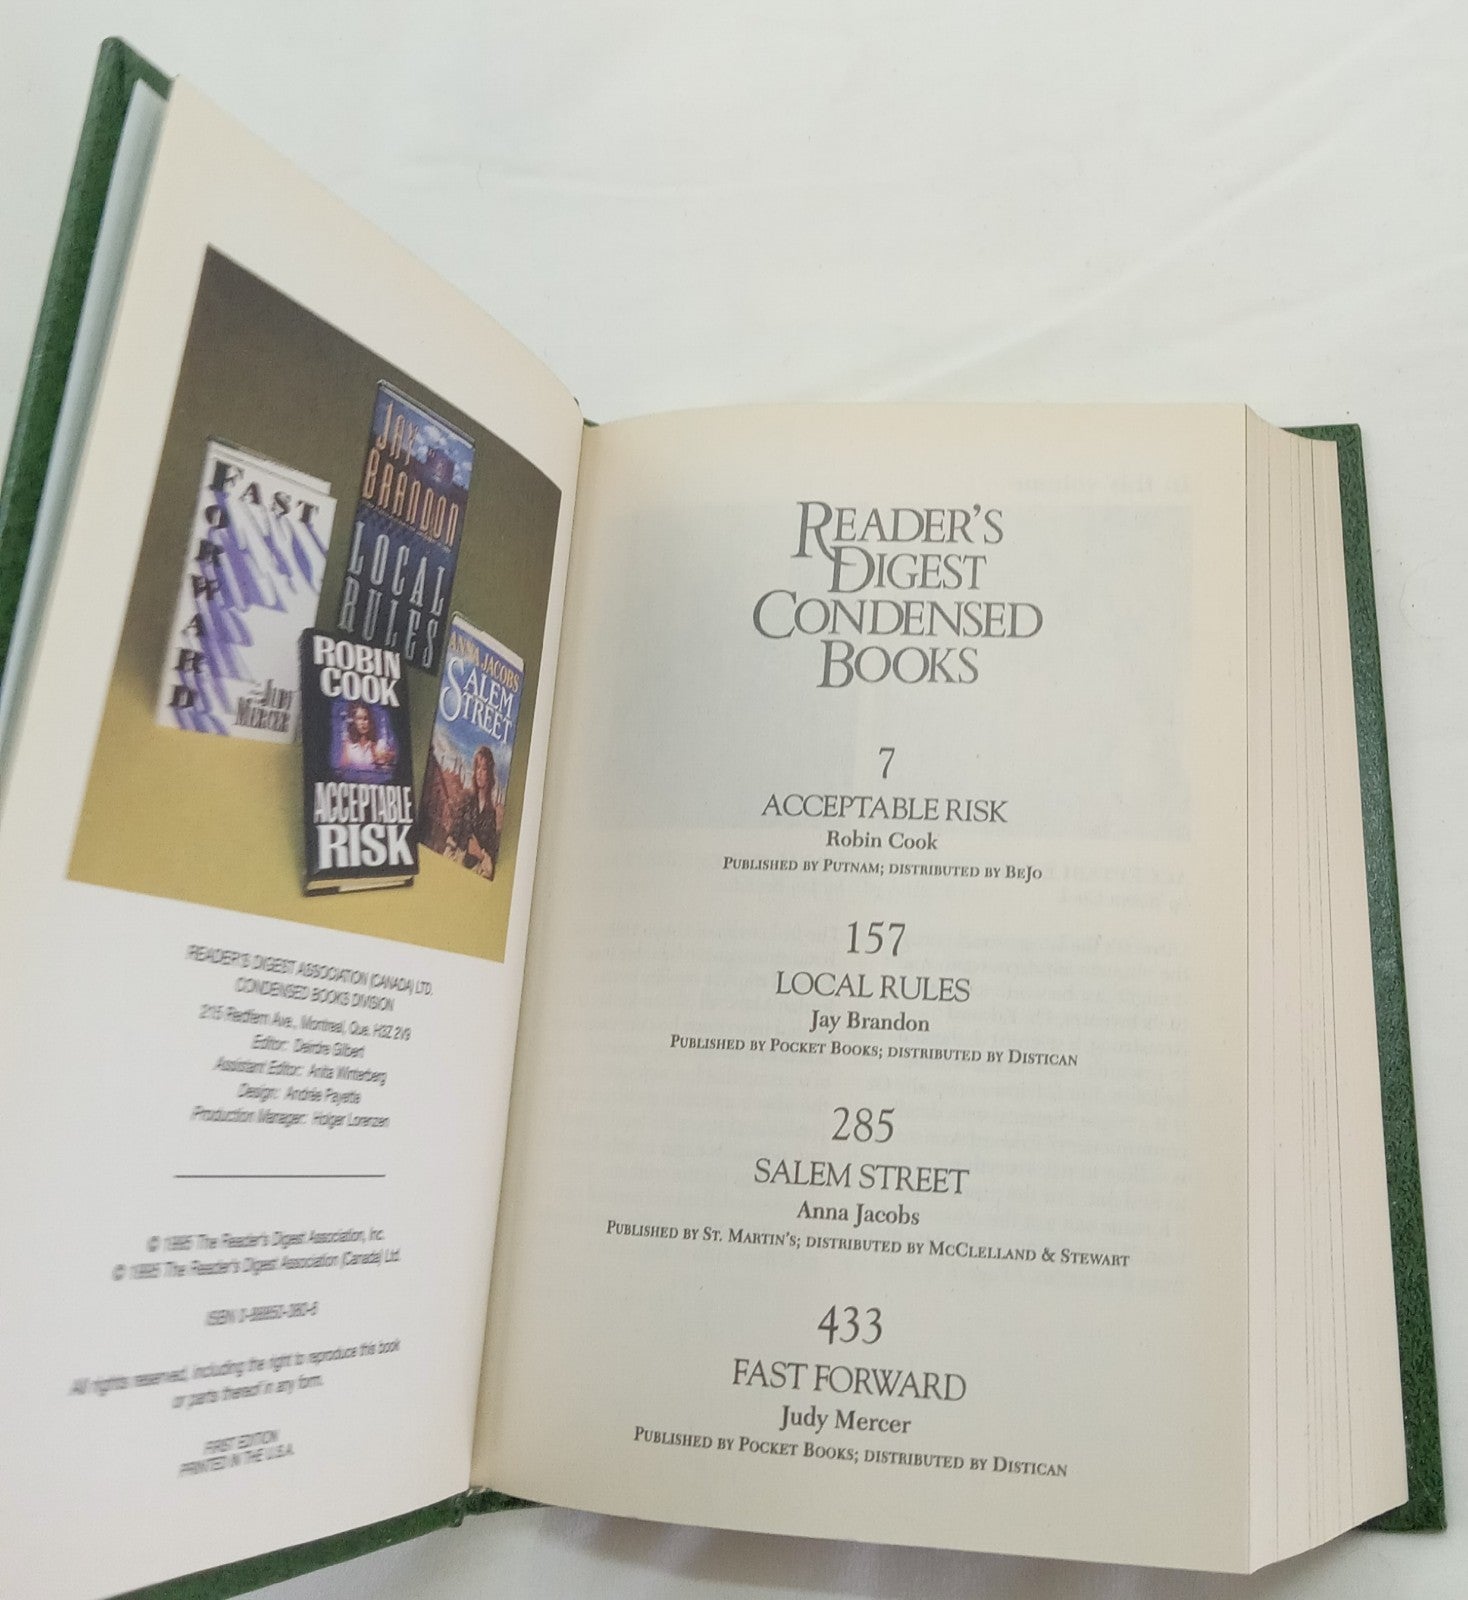 FAST
FORWARD
by
JUDY
MERCER
JAY
BRANDON
LOCAL
RULES
ROBIN
COOK
ACCEPTABLE
RISK
ANNA JACOBS
SALEM
STREET
READER'S DIGEST ASSOCIATION (CANADA) LTD.
CONDENSED BOOKS DIVISION
215 Redfern Ave., Montreal, Que. H3Z 2V9
Editor: Deirdre Gilbert
Assistant Editor: Anita Winterberg
Design: Andrée Payette
Production Manager: Holger Lorenzen
© 1995 The Reader's Digest Association, Inc.
© 1995 The Reader's Digest Association (Canada) Ltd.
ISBN
All rights reserved, including the right to reproduce this book
or parts thereof in any form.
FIRST EDITION
PRINTED IN THE U.S.A.
READER'S
DIGEST
CONDENSED
BOOKS
7
ACCEPTABLE RISK
Robin Cook
PUBLISHED BY PUTNAM; DISTRIBUTED BY BEJO
157
LOCAL RULES
Jay Brandon
PUBLISHED BY POCKET BOOKS; DISTRIBUTED BY DISTICAN
285
SALEM STREET
Anna Jacobs
PUBLISHED BY ST. MARTIN'S; DISTRIBUTED BY MCCLELLAND & STEWART
433
FAST FORWARD
Judy Mercer
PUBLISHED BY POCKET BOOKS; DISTRIBUTED BY DISTICAN